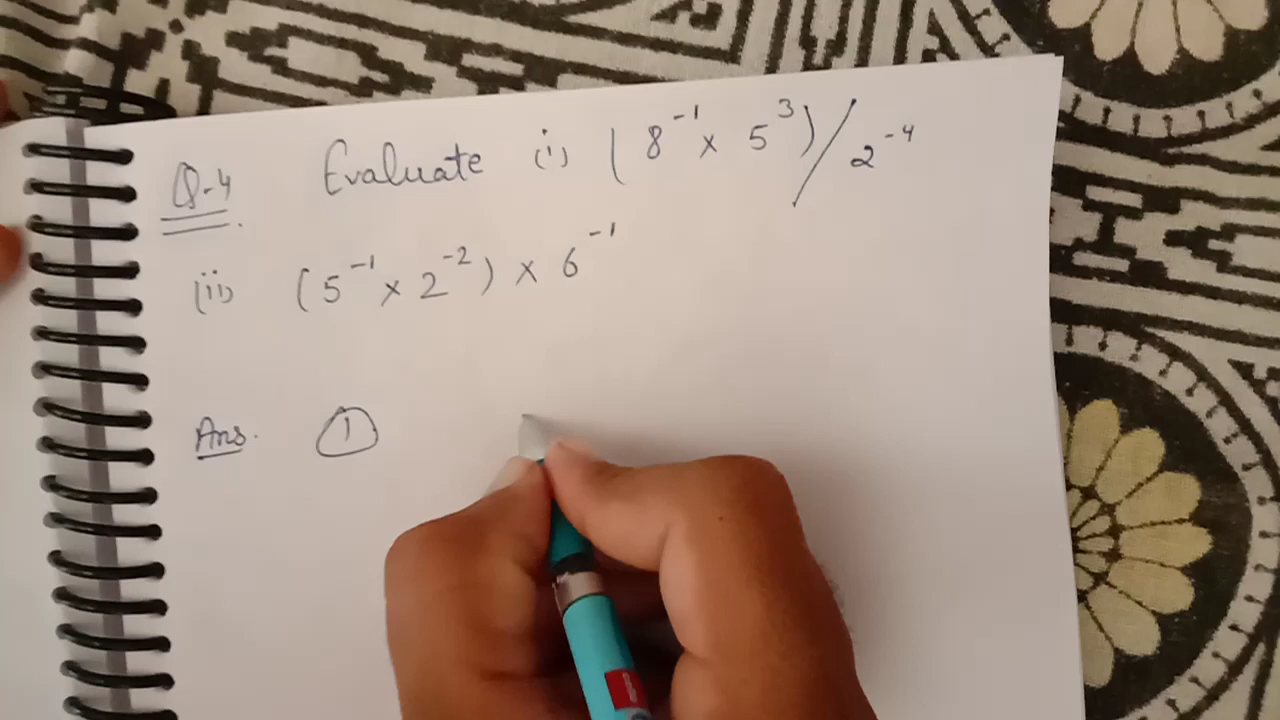 Q-4 Evaluate (i) (8⁻¹ × 5³) / 2⁻⁴
(ii) (5⁻¹ × 2⁻²) × 6⁻¹
Ans. ①